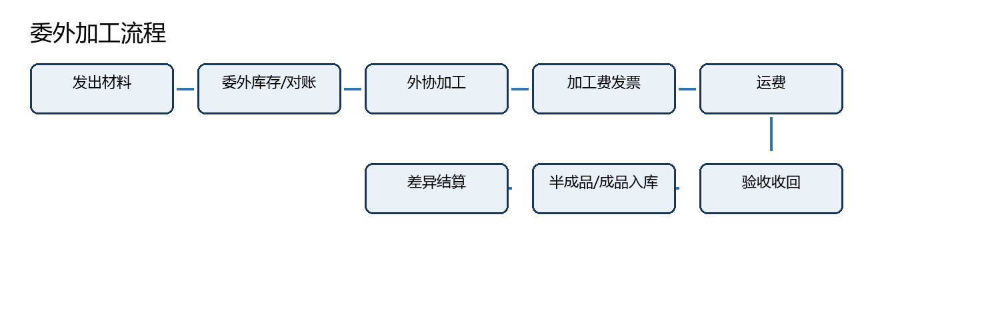 委外加工流程
发出材料
委外库存/对账
外协加工
加工费发票
运费
验收收回
半成品/成品入库
差异结算